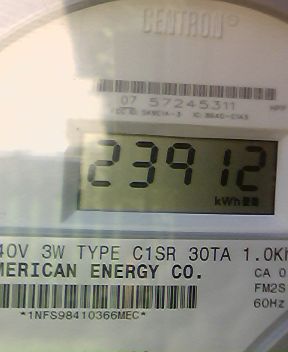 CENTRON®
07 57245311
23912
kWh
40V 3W TYPE C1SR 30TA 1.0Kh
MERICAN ENERGY CO.
CA 0
FM2S
60Hz
*1NFS98410366MEC*